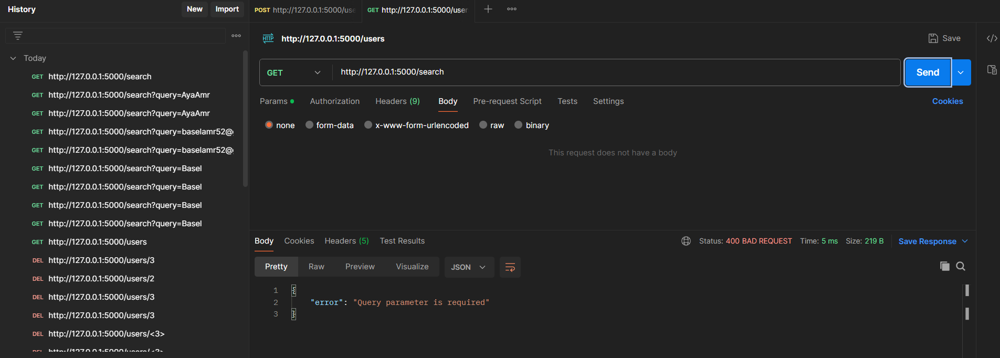 History
New
Import
Today
GET http://127.0.0.1:5000/search
GET http://127.0.0.1:5000/search?query=AyaAmr
GET http://127.0.0.1:5000/search?query=AyaAmr
GET http://127.0.0.1:5000/search?query=baselamr52@
GET http://127.0.0.1:5000/search?query=baselamr52@
GET http://127.0.0.1:5000/search?query=Basel
GET http://127.0.0.1:5000/search?query=Basel
GET http://127.0.0.1:5000/search?query=Basel
GET http://127.0.0.1:5000/search?query=Basel
GET http://127.0.0.1:5000/users
DEL http://127.0.0.1:5000/users/3
DEL http://127.0.0.1:5000/users/2
DEL http://127.0.0.1:5000/users/3
DEL http://127.0.0.1:5000/users/3
DEL http://127.0.0.1:5000/users/<3>
DEL http://127.0.0.1:5000/users/<3>
POST http://127.0.0.1:5000/use
GET http://127.0.0.1:5000/user
HTTP http://127.0.0.1:5000/users
Save
GET http://127.0.0.1:5000/search
Send
Params Authorization Headers (9) Body Pre-request Script Tests Settings Cookies
none form-data x-www-form-urlencoded raw binary
This request does not have a body
Body Cookies Headers (5) Test Results Status: 400 BAD REQUEST Time: 5 ms Size: 219 B Save Response
Pretty Raw Preview Visualize JSON
1 {
2 "error": "Query parameter is required"
3 }